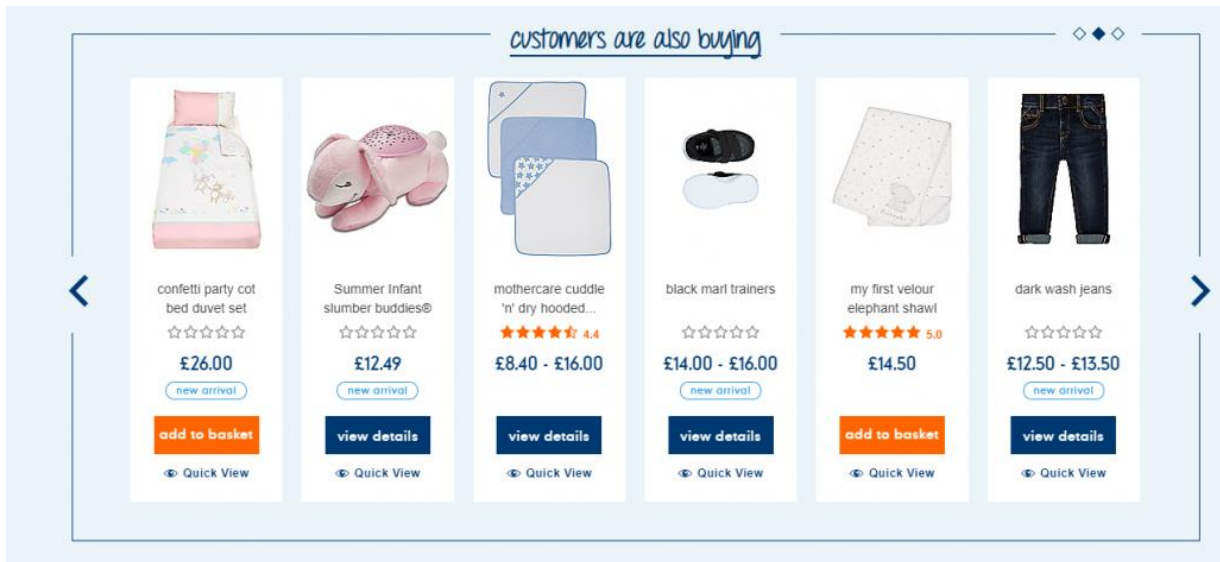 customers are also buying
confetti party cot
bed duvet set
£26.00
new arrival
add to basket
Quick View
Summer Infant
slumber buddies®
£12.49
new arrival
view details
Quick View
mothercare cuddle
'n' dry hooded...
4.4
£8.40 - £16.00
view details
Quick View
black marl trainers
£14.00 - £16.00
new arrival
view details
Quick View
my first velour
elephant shawl
5.0
£14.50
add to basket
Quick View
dark wash jeans
£12.50 - £13.50
new arrival
view details
Quick View